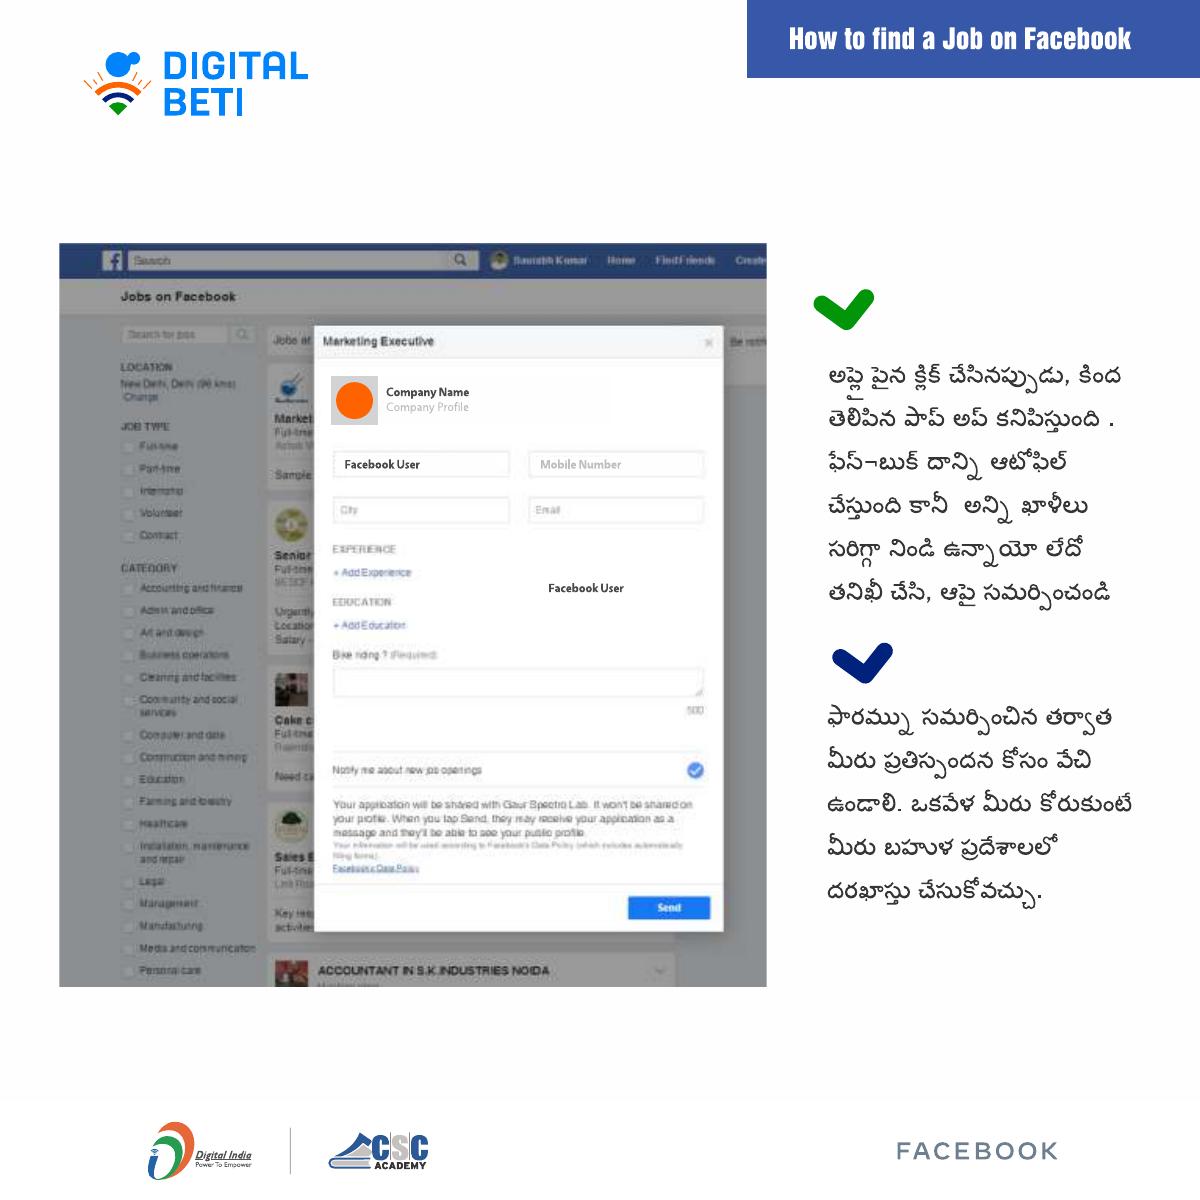 How to find a Job on Facebook
DIGITAL
BETI
Search
Saurabh Kumar Home Find Friends Create
Jobs on Facebook
Search for jobs
LOCATION
New Delhi, Delhi (96 kms)
Change
JOB TYPE
Full-time
Part-time
Internship
Volunteer
Contract
CATEGORY
Accounting and finance
Admin and office
Art and design
Business operations
Cleaning and facilities
Community and social
services
Computer and data
Construction and mining
Education
Farming and forestry
Healthcare
Installation, maintenance
and repair
Legal
Management
Manufacturing
Media and communication
Personal care
Jobs at
Market
Full-time
Sample
Senior
Full-time
Urgently
Location
Salary -
Cake c
Full-time
Need ca
Sales E
Full-time
Link Roa
Key res
activitie
ACCOUNTANT IN S.K.INDUSTRIES NOIDA
Marketing Executive
Company Name
Company Profile
Facebook User
Mobile Number
City
Email
EXPERIENCE
+ Add Experience
Facebook User
EDUCATION
+ Add Education
Bike riding ? (Required)
500
Notify me about new job openings
Your application will be shared with Gaur Spectro Lab. It won't be shared on
your profile. When you tap Send, they may receive your application as a
message and they'll be able to see your public profile.
Your information will be used according to Facebook's Data Policy (which includes automatically
filling forms).
Facebook's Data Policy
Send
అప్లై పైన క్లిక్ చేసినప్పుడు, కింద
తెలిపిన పాప్ అప్ కనిపిస్తుంది .
ఫేస్¬బుక్ దాన్ని ఆటోఫిల్
చేస్తుంది కానీ అన్ని ఖాళీలు
సరిగ్గా నిండి ఉన్నాయో లేదో
తనిఖీ చేసి, ఆపై సమర్పించండి
ఫారమ్ను సమర్పించిన తర్వాత
మీరు ప్రతిస్పందన కోసం వేచి
ఉండాలి. ఒకవేళ మీరు కోరుకుంటే
మీరు బహుళ ప్రదేశాలలో
దరఖాస్తు చేసుకోవచ్చు.
Digital India
Power To Empower
CSC
ACADEMY
FACEBOOK